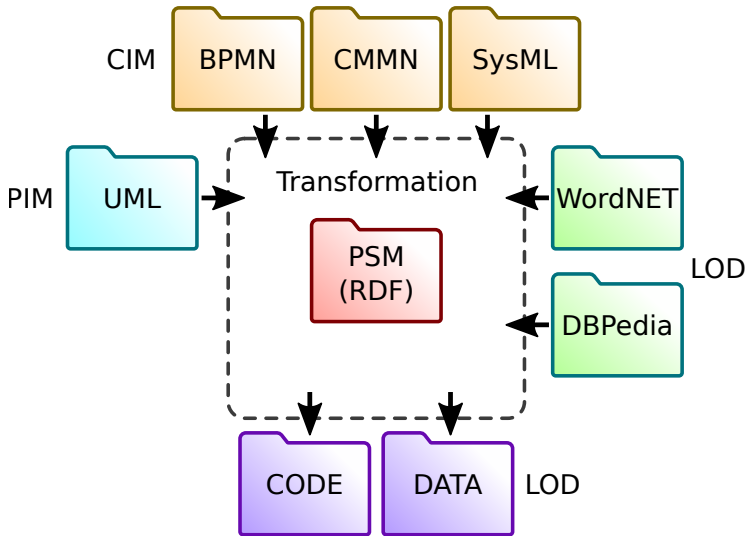 CIM
BPMN
CMMN
SysML
PIM
UML
Transformation
WordNET
PSM
(RDF)
LOD
DBPedia
CODE
DATA
LOD